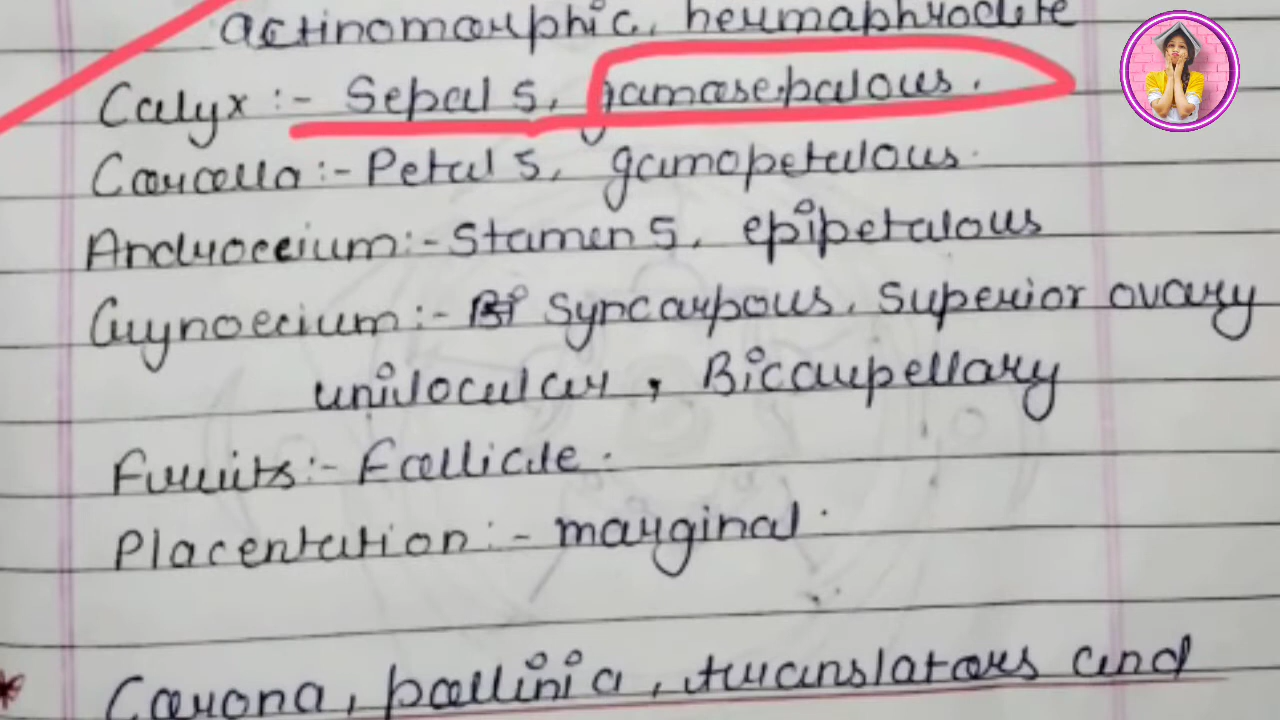 actinomorphic, hermaphrodite
Calyx :- Sepal 5, gamosepalous.
Corolla :- Petal 5, gamopetalous.
Androecium :- Stamen 5, epipetalous
Gynoecium :- Bi Syncarpous, Superior ovary
unilocular, Bicarpellary
Fruits :- Follicle.
Placentation :- marginal.
Corona, pollinia, translators and